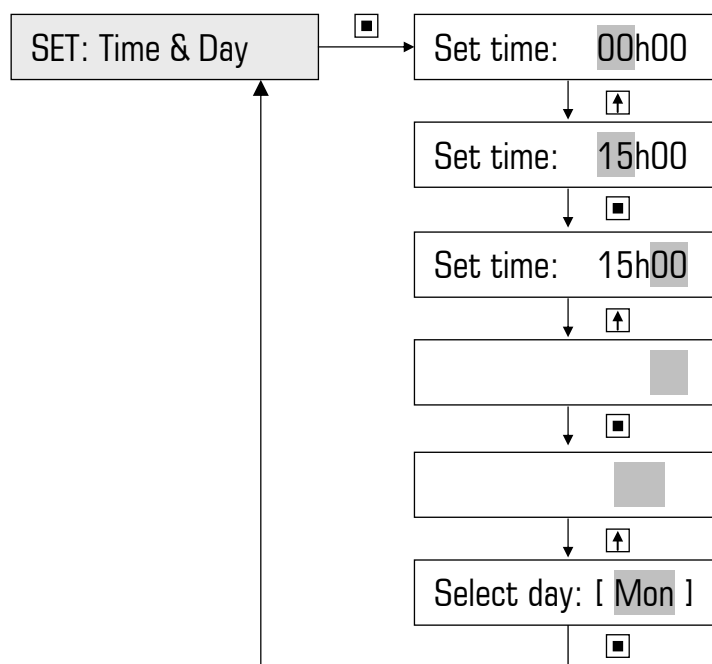 SET: Time & Day
Set time: 00h00
Set time: 15h00
Set time: 15h00
Select day: [ Mon ]